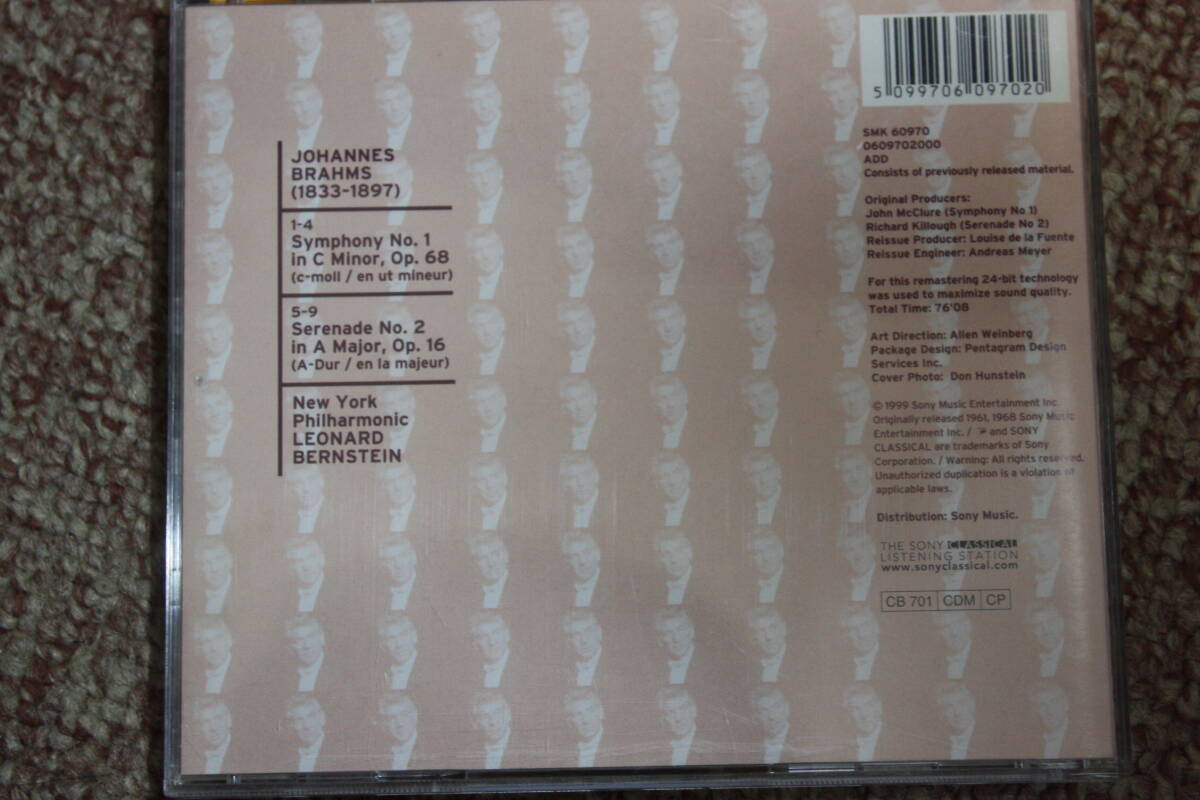 JOHANNES
BRAHMS
(1833-1897)
1-4
Symphony No. 1
in C Minor, Op. 68
(c-moll / en ut mineur)
5-9
Serenade No. 2
in A Major, Op. 16
(A-Dur / en la majeur)
New York
Philharmonic
LEONARD
BERNSTEIN
5 099706 097020
SMK 60970
0609702000
ADD
Consists of previously released material.
Original Producers:
John McClure (Symphony No 1)
Richard Killough (Serenade No 2)
Reissue Producer: Louise de la Fuente
Reissue Engineer: Andreas Meyer
For this remastering 24-bit technology
was used to maximize sound quality.
Total Time: 76'08
Art Direction: Allen Weinberg
Package Design: Pentagram Design
Services Inc.
Cover Photo: Don Hunstein
© 1999 Sony Music Entertainment Inc.
Originally released 1961, 1968 Sony Music
Entertainment Inc. / and SONY
CLASSICAL are trademarks of Sony
Corporation. / Warning: All rights reserved.
Unauthorized duplication is a violation of
applicable laws.
Distribution: Sony Music.
THE SONY CLASSICAL
LISTENING STATION
www.sonyclassical.com
CB 701 CDM CP